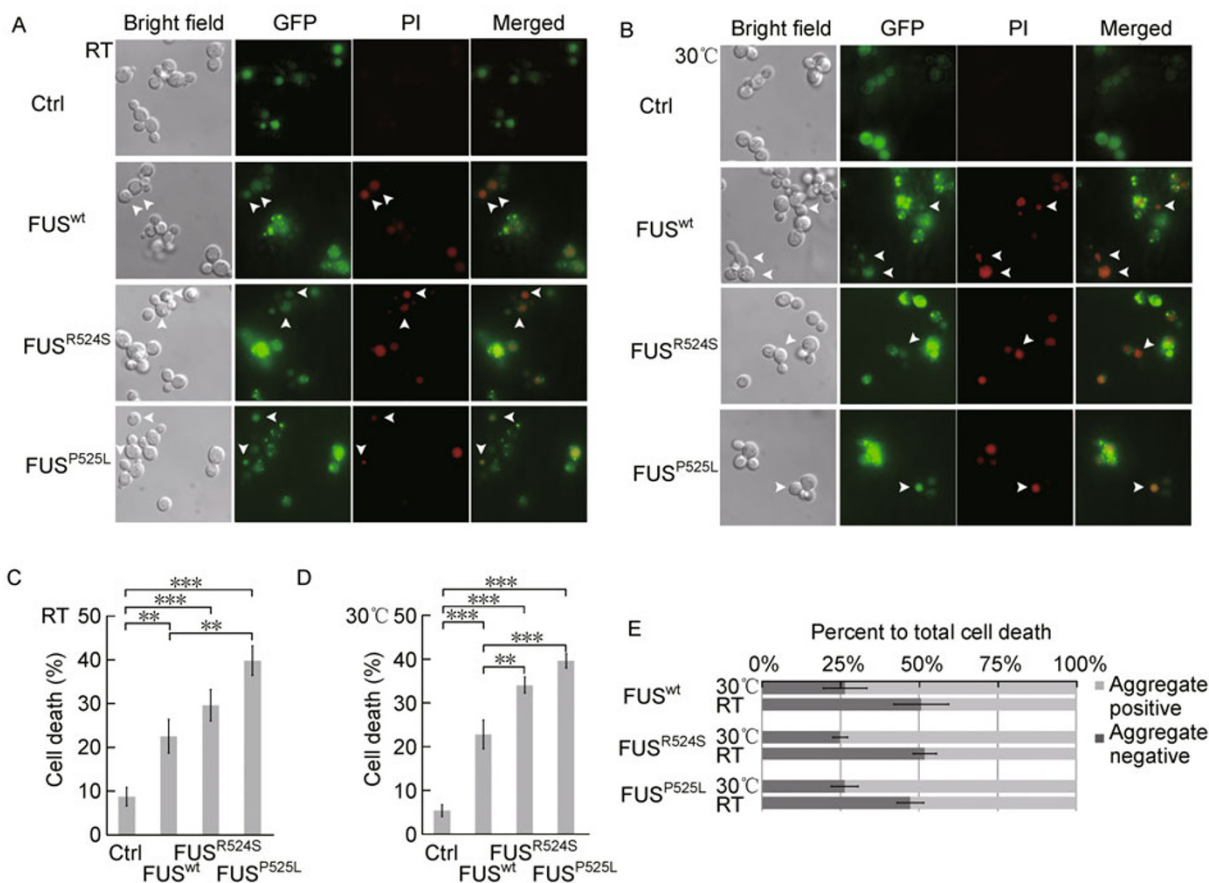 A
Bright field GFP PI Merged
RT
Ctrl
FUSwt
FUSR524S
FUSP525L
B
Bright field GFP PI Merged
30℃
Ctrl
FUSwt
FUSR524S
FUSP525L
C
RT
***
***
**
**
Cell death (%)
50
40
30
20
10
0
Ctrl
FUSwt
FUSR524S
FUSP525L
D
30℃
***
***
***
***
**
Cell death (%)
50
40
30
20
10
0
Ctrl
FUSwt
FUSR524S
FUSP525L
E
Percent to total cell death
0% 25% 50% 75% 100%
FUSwt 30℃
RT
FUSR524S 30℃
RT
FUSP525L 30℃
RT
Aggregate
positive
Aggregate
negative